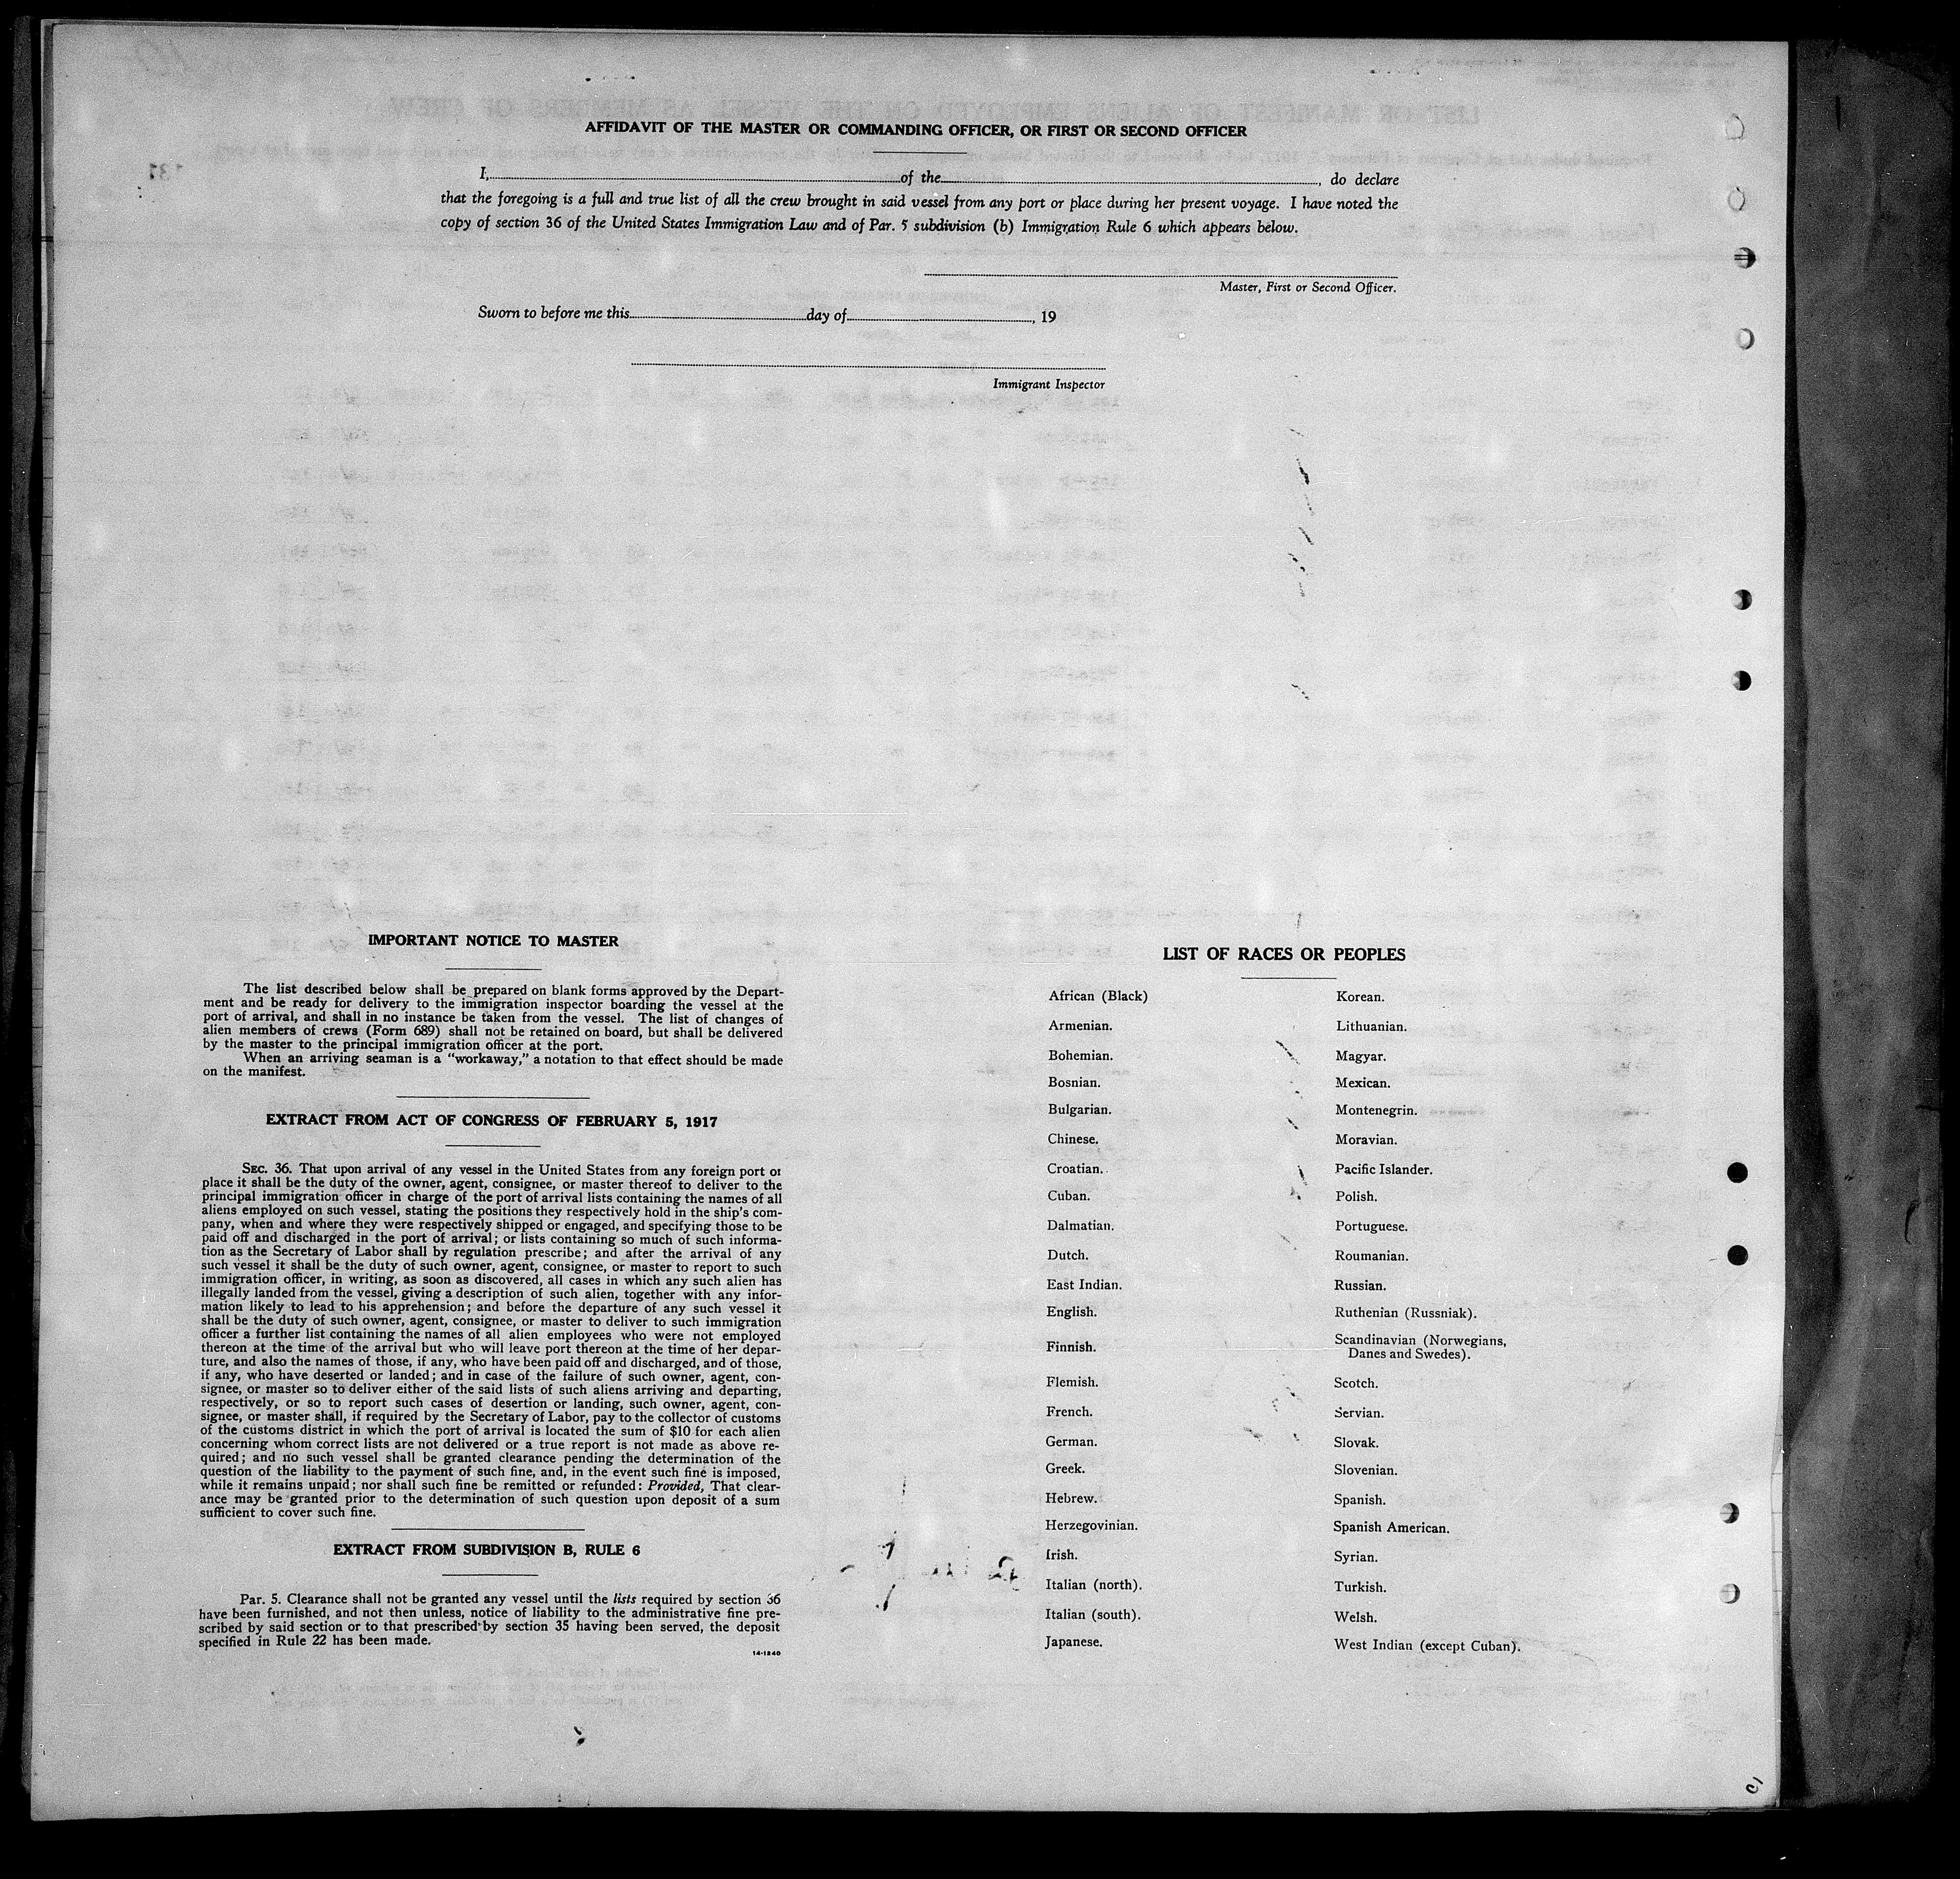 AFFIDAVIT OF THE MASTER OR COMMANDING OFFICER, OR FIRST OR SECOND OFFICER
I, of the , do declare
that the foregoing is a full and true list of all the crew brought in said vessel from any port or place during her present voyage. I have noted the
copy of section 36 of the United States Immigration Law and of Par. 5 subdivision (b) Immigration Rule 6 which appears below.
Master, First or Second Officer.
Sworn to before me this day of , 19
Immigrant Inspector
IMPORTANT NOTICE TO MASTER
The list described below shall be prepared on blank forms approved by the Depart-
ment and be ready for delivery to the immigration inspector boarding the vessel at the
port of arrival, and shall in no instance be taken from the vessel. The list of changes of
alien members of crews (Form 689) shall not be retained on board, but shall be delivered
by the master to the principal immigration officer at the port.
When an arriving seaman is a "workaway," a notation to that effect should be made
on the manifest.
EXTRACT FROM ACT OF CONGRESS OF FEBRUARY 5, 1917
SEC. 36. That upon arrival of any vessel in the United States from any foreign port or
place it shall be the duty of the owner, agent, consignee, or master thereof to deliver to the
principal immigration officer in charge of the port of arrival lists containing the names of all
aliens employed on such vessel, stating the positions they respectively hold in the ship's com-
pany, when and where they were respectively shipped or engaged, and specifying those to be
paid off and discharged in the port of arrival; or lists containing so much of such informa-
tion as the Secretary of Labor shall by regulation prescribe; and after the arrival of any
such vessel it shall be the duty of such owner, agent, consignee, or master to report to such
immigration officer, in writing, as soon as discovered, all cases in which any such alien has
illegally landed from the vessel, giving a description of such alien, together with any infor-
mation likely to lead to his apprehension; and before the departure of any such vessel it
shall be the duty of such owner, agent, consignee, or master to deliver to such immigration
officer a further list containing the names of all alien employees who were not employed
thereon at the time of the arrival but who will leave port thereon at the time of her depar-
ture, and also the names of those, if any, who have been paid off and discharged, and of those,
if any, who have deserted or landed; and in case of the failure of such owner, agent, con-
signee, or master so to deliver either of the said lists of such aliens arriving and departing,
respectively, or so to report such cases of desertion or landing, such owner, agent, con-
signee, or master shall, if required by the Secretary of Labor, pay to the collector of customs
of the customs district in which the port of arrival is located the sum of $10 for each alien
concerning whom correct lists are not delivered or a true report is not made as above re-
quired; and no such vessel shall be granted clearance pending the determination of the
question of the liability to the payment of such fine, and, in the event such fine is imposed,
while it remains unpaid; nor shall such fine be remitted or refunded: Provided, That clear-
ance may be granted prior to the determination of such question upon deposit of a sum
sufficient to cover such fine.
EXTRACT FROM SUBDIVISION B, RULE 6
Par. 5. Clearance shall not be granted any vessel until the lists required by section 36
have been furnished, and not then unless, notice of liability to the administrative fine pre-
scribed by said section or to that prescribed by section 35 having been served, the deposit
specified in Rule 22 has been made.
14-1240
LIST OF RACES OR PEOPLES
African (Black)
Armenian.
Bohemian.
Bosnian.
Bulgarian.
Chinese.
Croatian.
Cuban.
Dalmatian.
Dutch.
East Indian.
English.
Finnish.
Flemish.
French.
German.
Greek.
Hebrew.
Herzegovinian.
Irish.
Italian (north).
Italian (south).
Japanese.
Korean.
Lithuanian.
Magyar.
Mexican.
Montenegrin.
Moravian.
Pacific Islander.
Polish.
Portuguese.
Roumanian.
Russian.
Ruthenian (Russniak).
Scandinavian (Norwegians,
Danes and Swedes).
Scotch.
Servian.
Slovak.
Slovenian.
Spanish.
Spanish American.
Syrian.
Turkish.
Welsh.
West Indian (except Cuban).